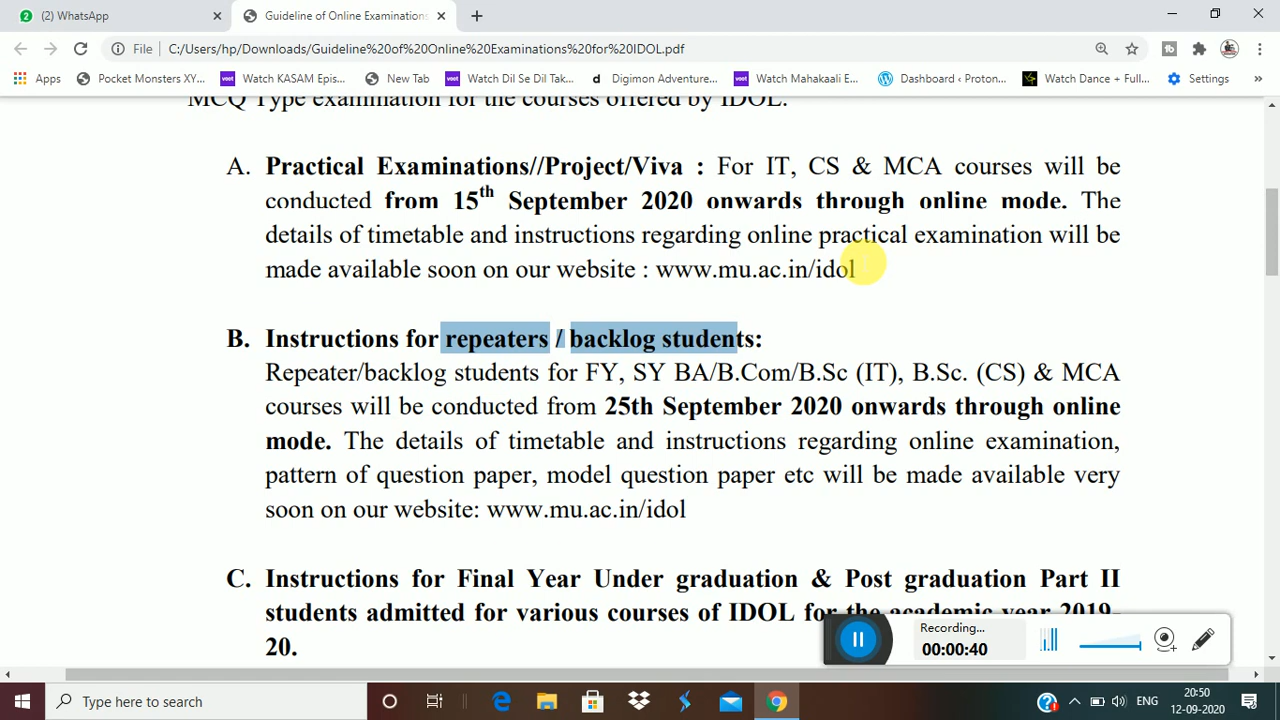 2 (2) WhatsApp
Guideline of Online Examinations
File C:/Users/hp/Downloads/Guideline%20of%20Online%20Examinations%20for%20IDOL.pdf
Apps Pocket Monsters XY... voot Watch KASAM Epis... New Tab voot Watch Dil Se Dil Tak... d Digimon Adventure... voot Watch Mahakaali E... Dashboard ‹ Proton... Watch Dance + Full... Settings »
MCQ Type examination for the courses offered by IDOL.
A. Practical Examinations//Project/Viva : For IT, CS & MCA courses will be
conducted from 15th September 2020 onwards through online mode. The
details of timetable and instructions regarding online practical examination will be
made available soon on our website : www.mu.ac.in/idol
B. Instructions for repeaters / backlog students:
Repeater/backlog students for FY, SY BA/B.Com/B.Sc (IT), B.Sc. (CS) & MCA
courses will be conducted from 25th September 2020 onwards through online
mode. The details of timetable and instructions regarding online examination,
pattern of question paper, model question paper etc will be made available very
soon on our website: www.mu.ac.in/idol
C. Instructions for Final Year Under graduation & Post graduation Part II
students admitted for various courses of IDOL for the academic year 2019-
20.
Recording...
00:00:40
Type here to search
ENG
20:50
12-09-2020